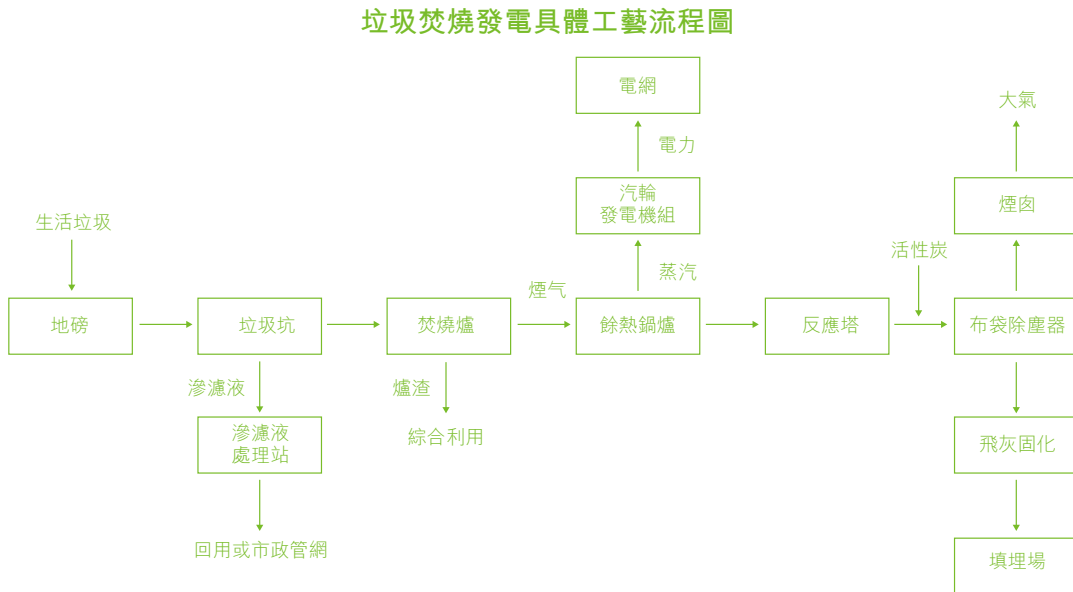 垃圾焚燒發電具體工藝流程圖
電網
大氣
電力
汽輪
發電機組
煙囪
生活垃圾
活性炭
蒸汽
煙气
地磅
垃圾坑
焚燒爐
餘熱鍋爐
反應塔
布袋除塵器
滲濾液
爐渣
滲濾液
處理站
綜合利用
飛灰固化
回用或市政管網
填埋場